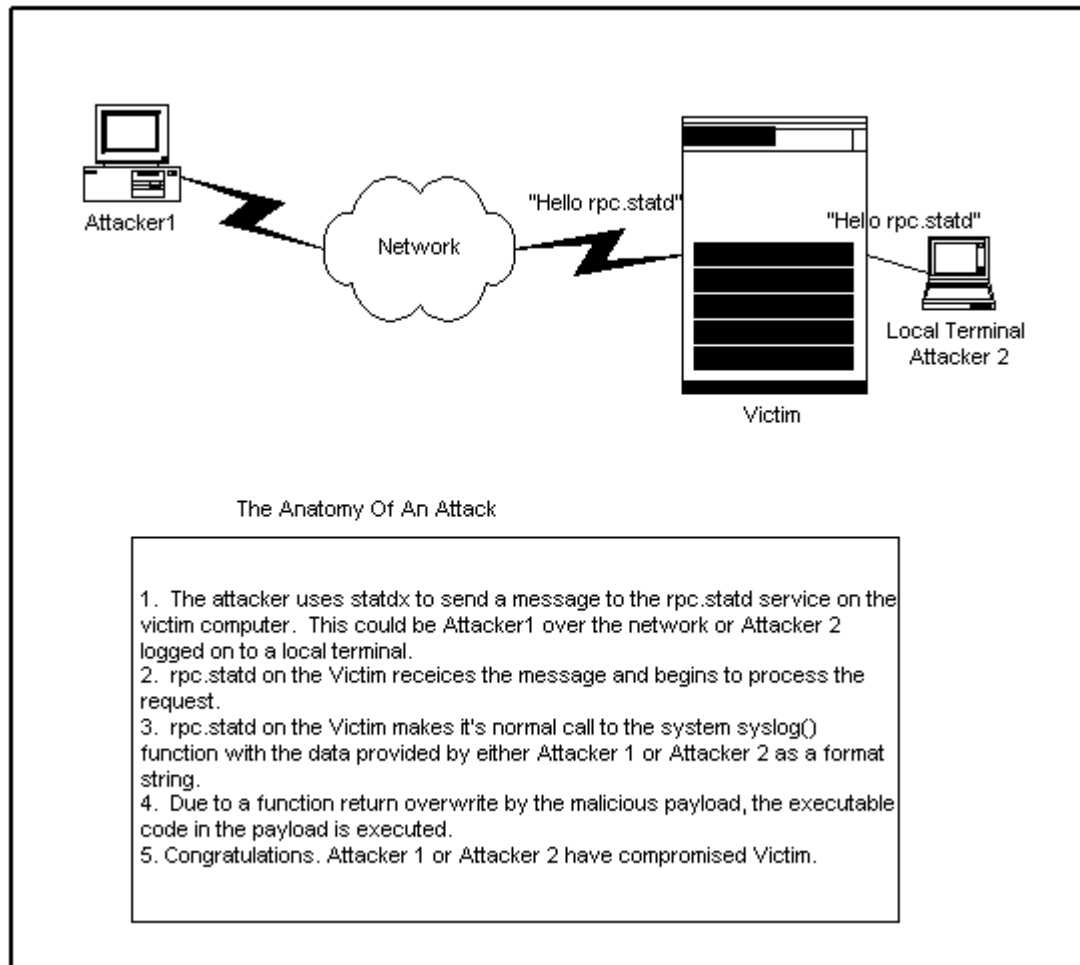 Attacker1
Network
"Hello rpc.statd"
"Hello rpc.statd"
Local Terminal
Attacker 2
Victim
The Anatomy Of An Attack
1.  The attacker uses statdx to send a message to the rpc.statd service on the
victim computer.  This could be Attacker1 over the network or Attacker 2
logged on to a local terminal.
2.  rpc.statd on the Victim receices the message and begins to process the
request.
3.  rpc.statd on the Victim makes it's normal call to the system syslog()
function with the data provided by either Attacker 1 or Attacker 2 as a format
string.
4.  Due to a function return overwrite by the malicious payload, the executable
code in the payload is executed.
5. Congratulations. Attacker 1 or Attacker 2 have compromised Victim.